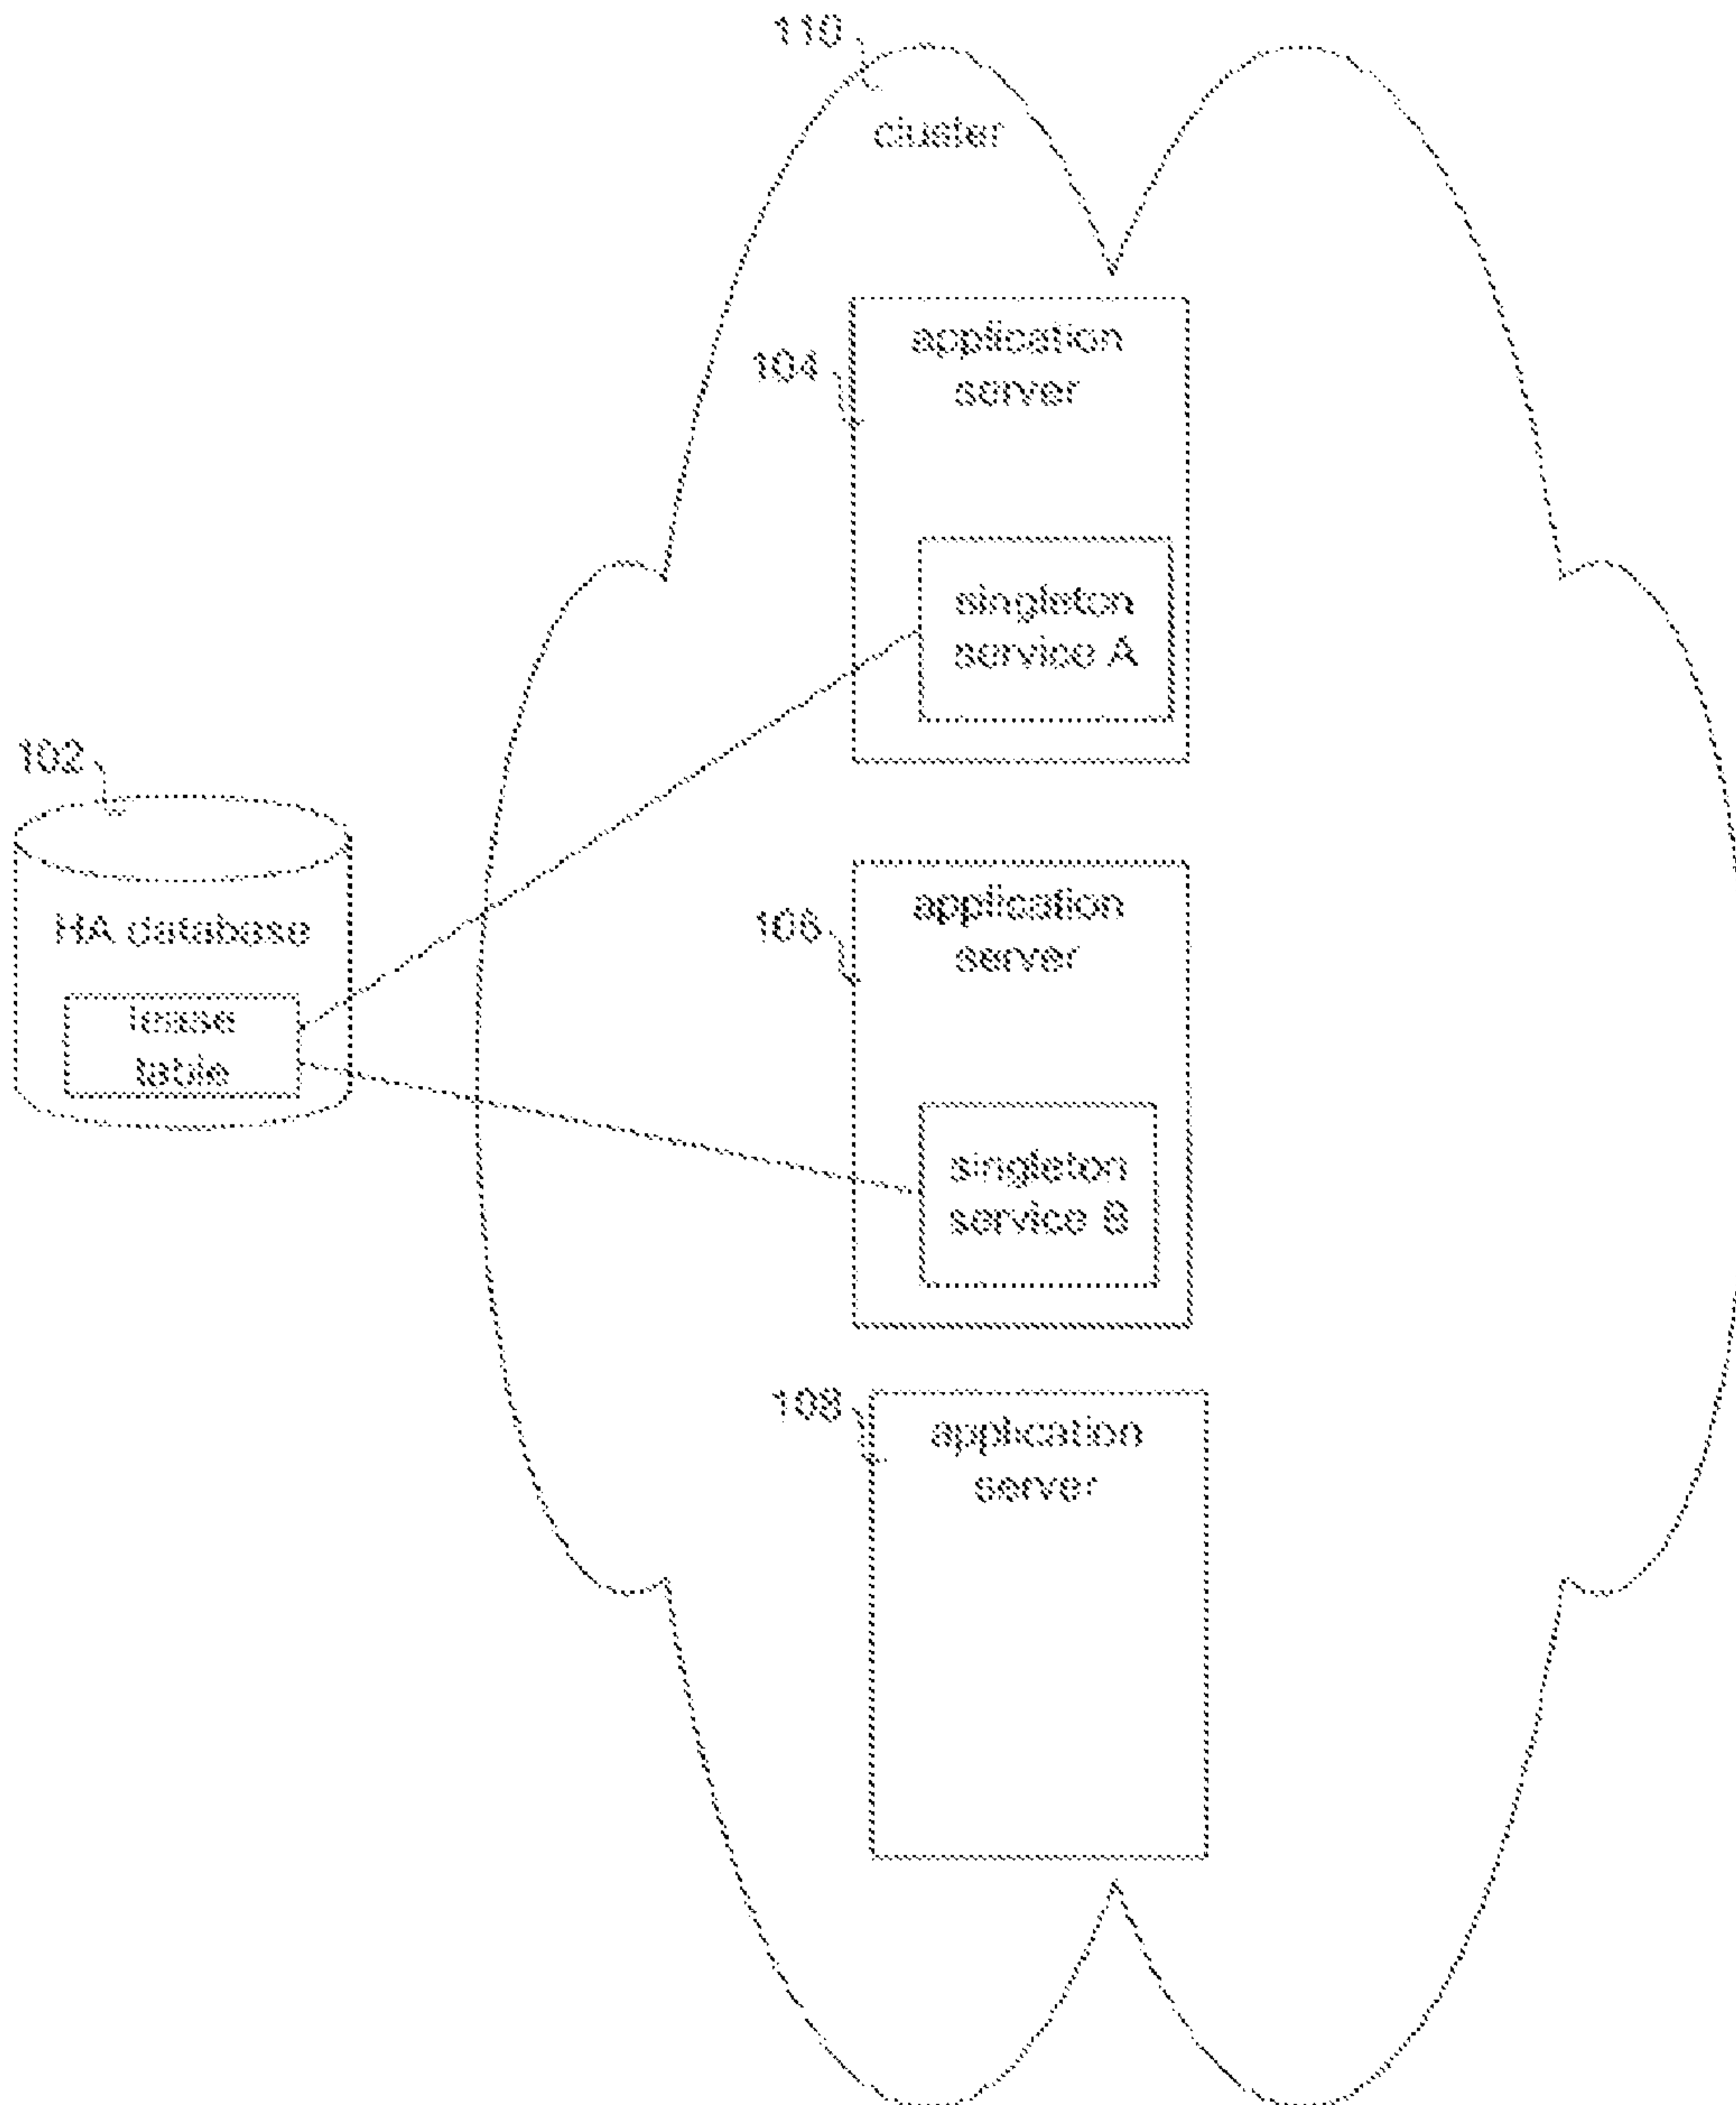 110
cluster
104
application
server
singleton
service A
102
HA database
lease
table
106
application
server
singleton
service B
108
application
server